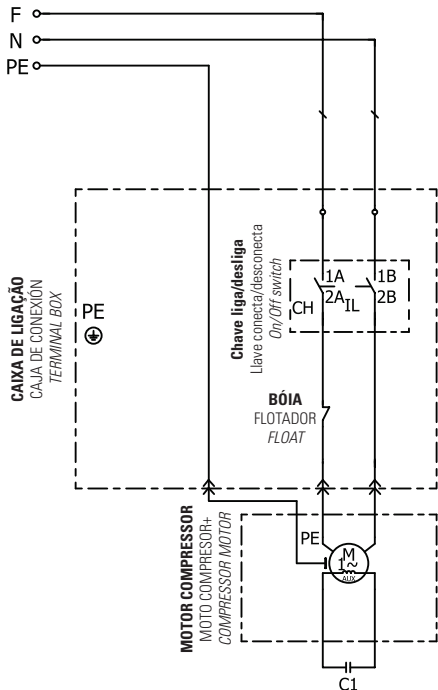 F
N
PE
CAIXA DE LIGAÇÃO
CAJA DE CONEXIÓN
TERMINAL BOX
PE
Chave liga/desliga
Llave conecta/desconecta
On/Off switch
1A
1B
2A
IL
2B
CH
BÓIA
FLOTADOR
FLOAT
MOTOR COMPRESSOR
MOTO COMPRESOR+
COMPRESSOR MOTOR
PE
M
1~
AUX
C1